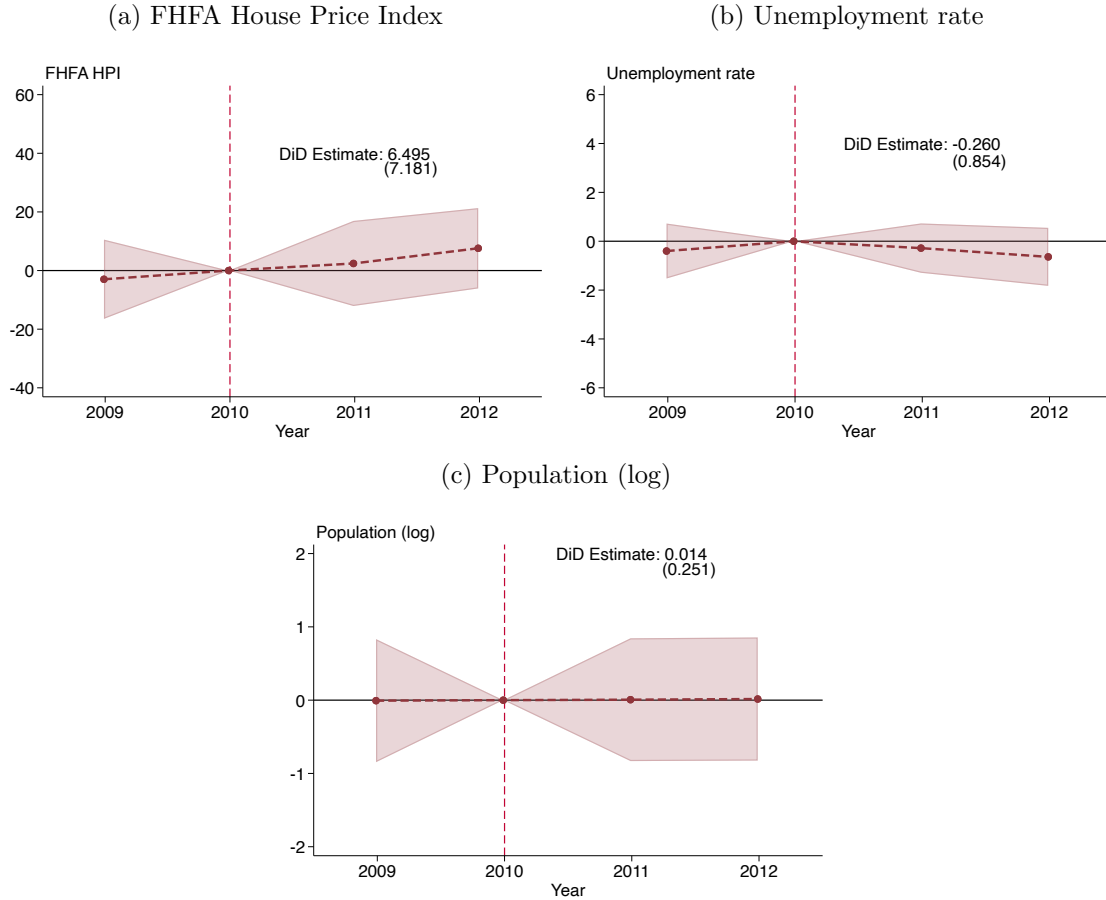 (a) FHFA House Price Index
FHFA HPI
60
40
20
0
-20
-40
DiD Estimate: 6.495
(7.181)
2009 2010 2011 2012
Year
(b) Unemployment rate
Unemployment rate
6
4
2
0
-2
-4
-6
DiD Estimate: -0.260
(0.854)
2009 2010 2011 2012
Year
(c) Population (log)
Population (log)
2
1
0
-1
-2
DiD Estimate: 0.014
(0.251)
2009 2010 2011 2012
Year